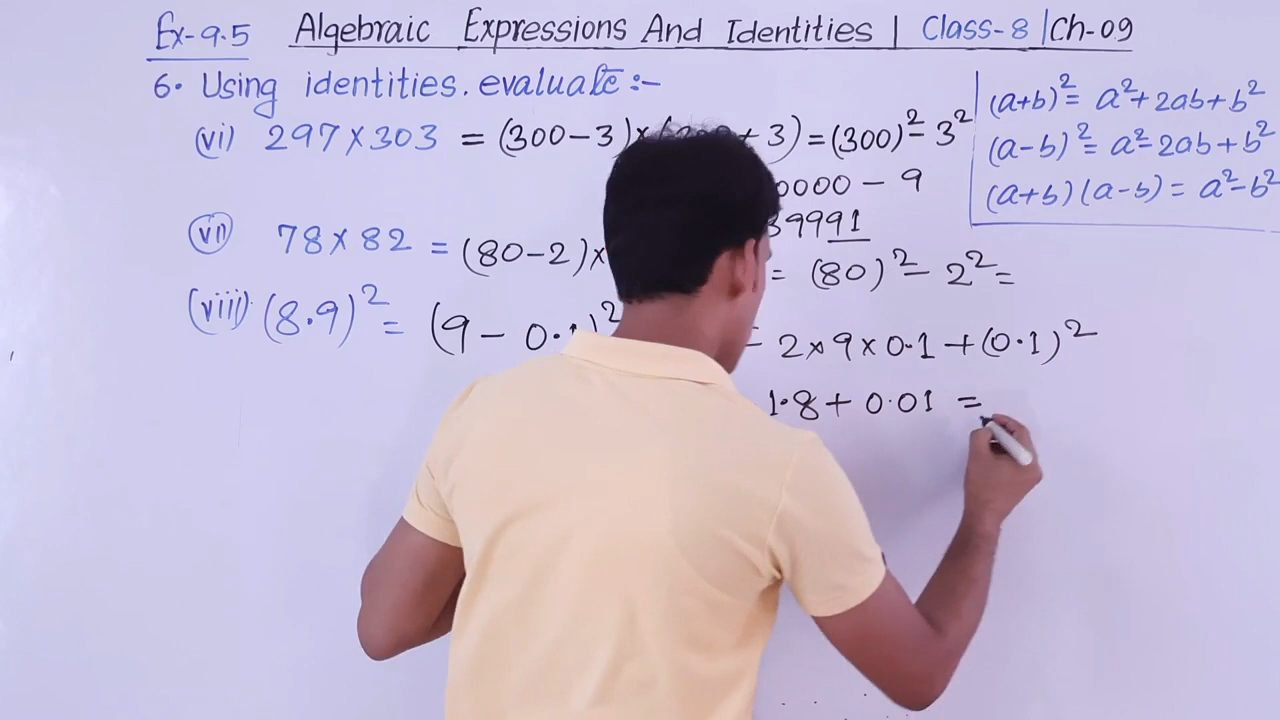 Ex-9.5 Algebraic Expressions And Identities | Class-8 | Ch-09
6. Using identities. evaluate :-
(vi) 297×303 = (300-3)× + 3) = (300)² - 3²
0000 - 9
9991
(vii) 78×82 = (80-2)× = (80)² - 2² =
(viii) (8.9)² = (9 - 0.1)² - 2×9×0.1 + (0.1)²
1.8 + 0.01 =
(a+b)² = a²+2ab+b²
(a-b)² = a²-2ab+b²
(a+b)(a-b) = a²-b²